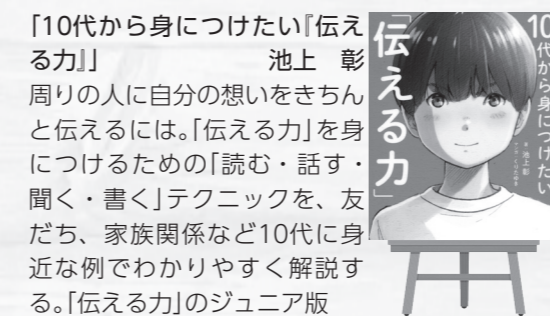 「10代から身につけたい『伝え
る力』」 池上 彰
周りの人に自分の想いをきちん
と伝えるには。「伝える力」を身
につけるための「読む・話す・
聞く・書く」テクニックを、友
だち、家族関係など10代に身
近な例でわかりやすく解説す
る。「伝える力」のジュニア版
10代から身につけたい
「伝える力」
池上彰